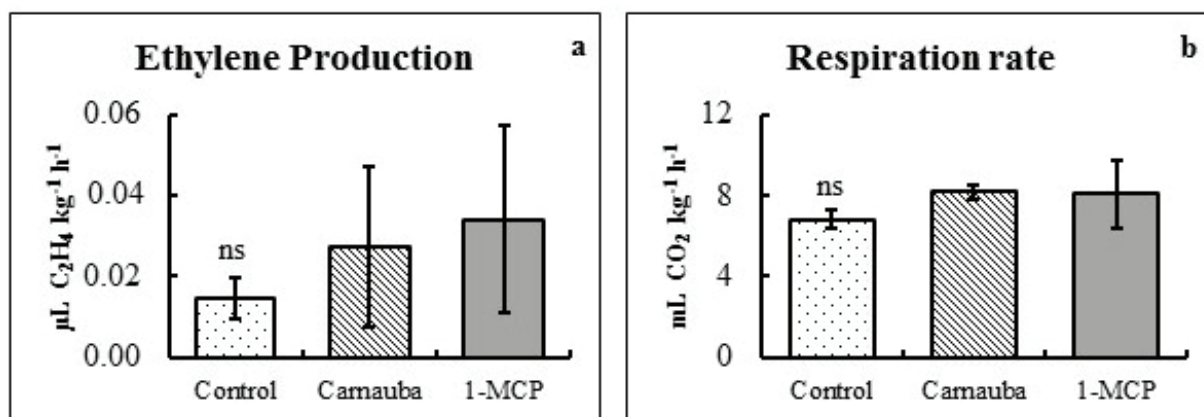 Ethylene Production
a
μL C₂H₄ kg⁻¹ h⁻¹
0.06
0.04
0.02
0.00
ns
Control
Carnauba
1-MCP
Respiration rate
b
mL CO₂ kg⁻¹ h⁻¹
12
8
4
0
ns
Control
Carnauba
1-MCP